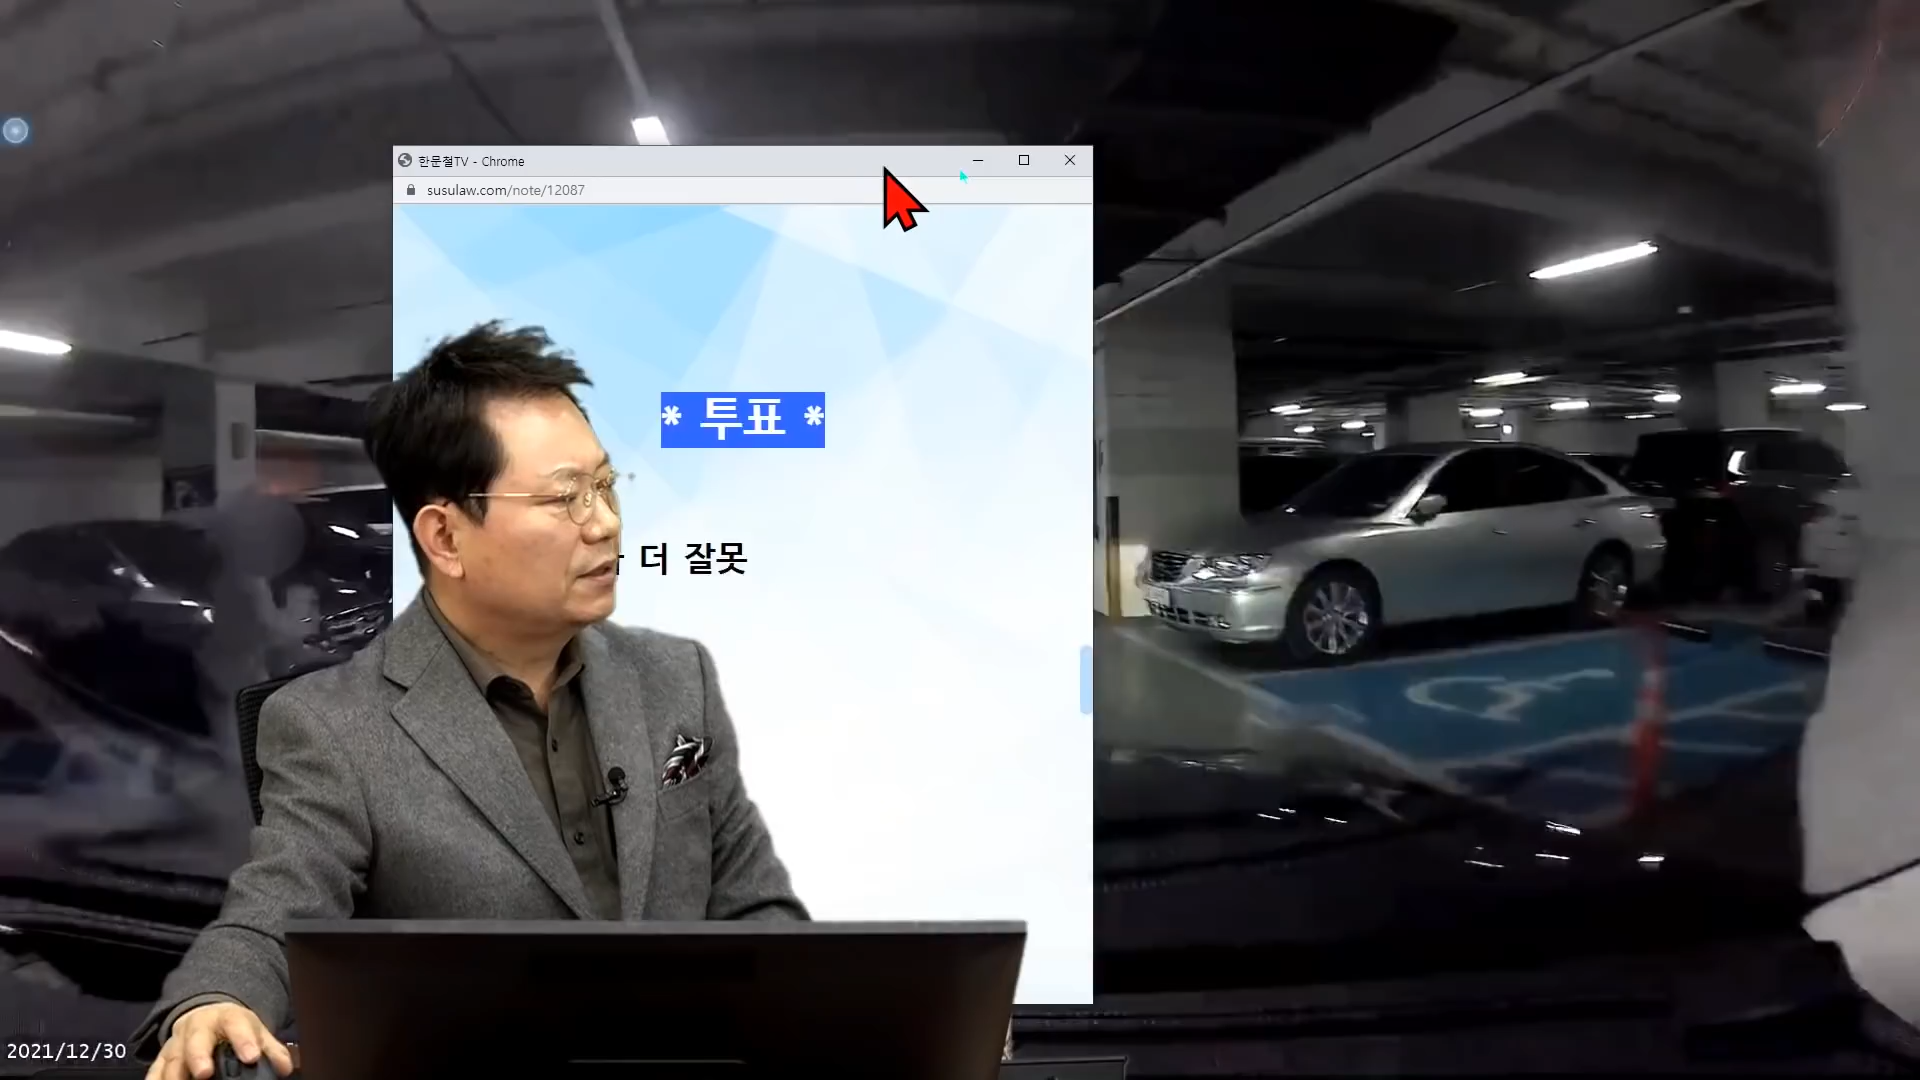 한문철TV - Chrome
susulaw.com/note/12087
* 투표 *
더 잘못
2021/12/30